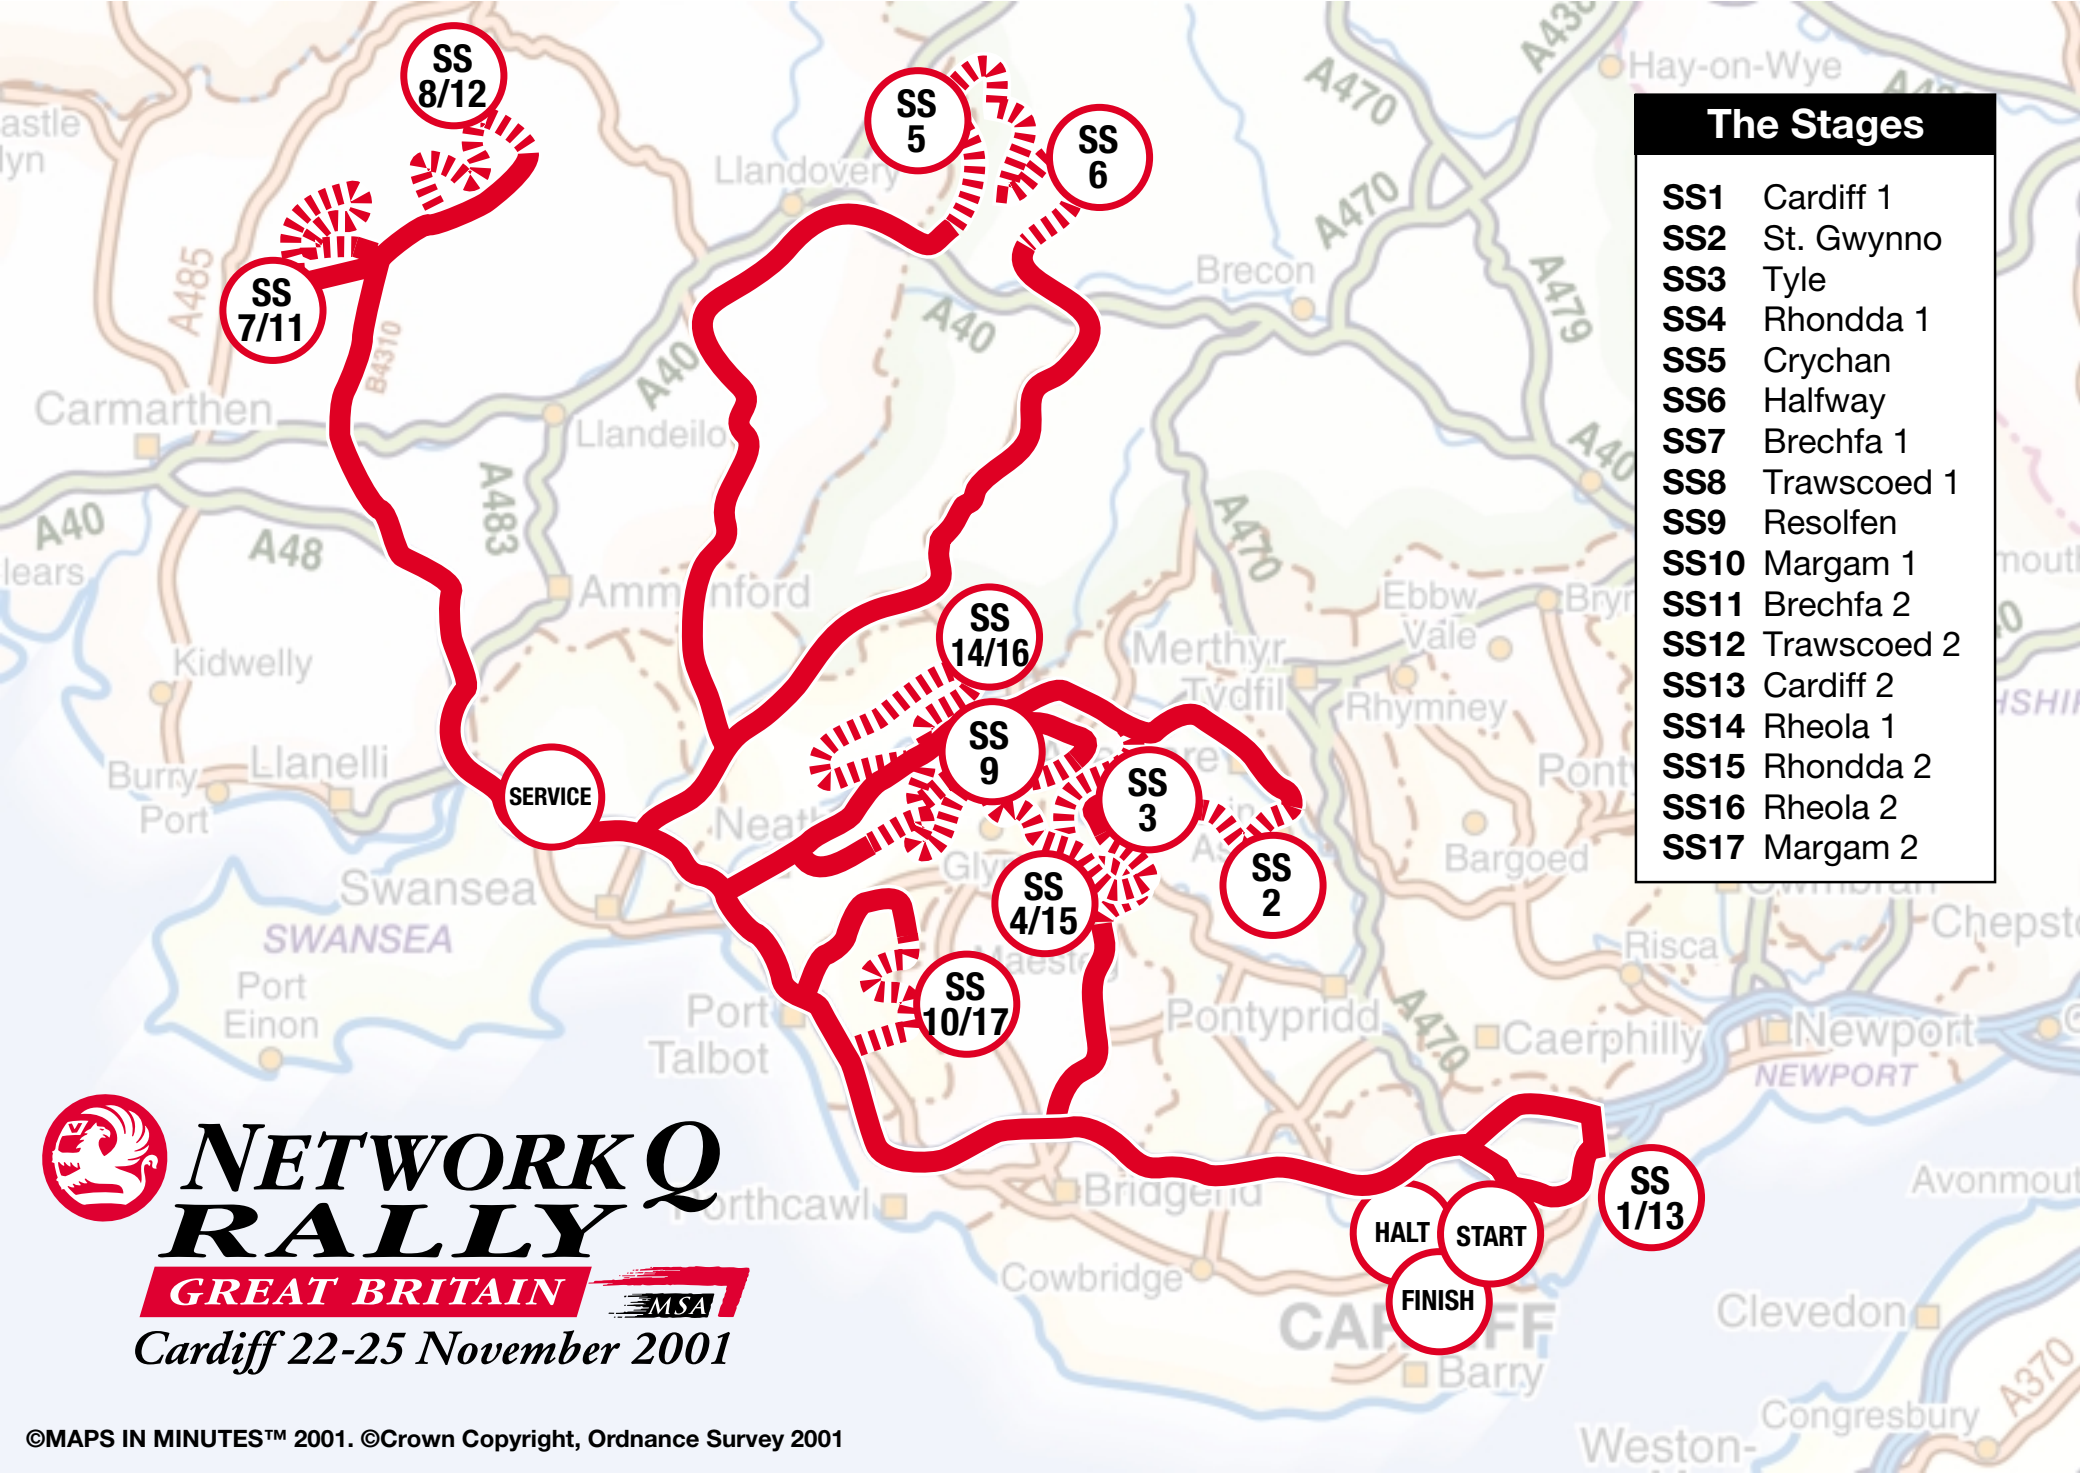 SS
8/12
SS
5
SS
6
SS
7/11
SS
14/16
SS
9
SS
3
SS
2
SS
4/15
SS
10/17
SS
1/13
SERVICE
HALT
START
FINISH
The Stages
SS1 Cardiff 1
SS2 St. Gwynno
SS3 Tyle
SS4 Rhondda 1
SS5 Crychan
SS6 Halfway
SS7 Brechfa 1
SS8 Trawscoed 1
SS9 Resolfen
SS10 Margam 1
SS11 Brechfa 2
SS12 Trawscoed 2
SS13 Cardiff 2
SS14 Rheola 1
SS15 Rhondda 2
SS16 Rheola 2
SS17 Margam 2
Hay-on-Wye
A470
A470
A479
A40
A470
A470
A438
Llandovery
Brecon
A40
A40
A485
B4310
Carmarthen
Llandeilo
A483
A40
A48
Ammanford
Kidwelly
Merthyr
Tydfil
Ebbw
Vale
Rhymney
Burry
Port
Llanelli
Neath
Bargoed
Swansea
SWANSEA
Port
Einon
Port
Talbot
Maesteg
Pontypridd
Risca
Caerphilly
Newport
NEWPORT
Porthcawl
Bridgend
Cowbridge
CARDIFF
Barry
Clevedon
Congresbury
Weston-
A370
NETWORK Q
RALLY
GREAT BRITAIN
MSA
Cardiff 22-25 November 2001
©MAPS IN MINUTES™ 2001. ©Crown Copyright, Ordnance Survey 2001